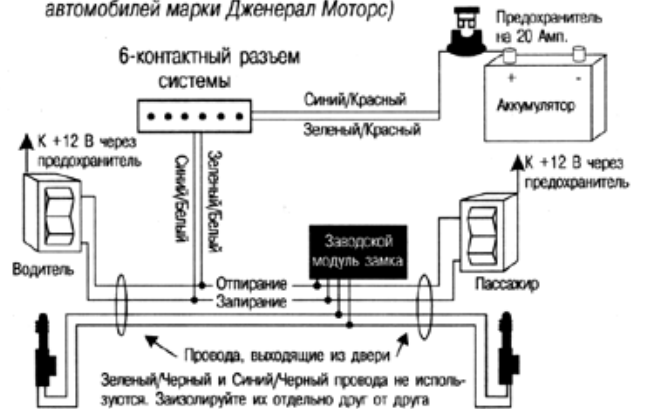 автомобилей марки Дженерал Моторс)
Предохранитель
на 20 Амп.
6-контактный разъем
системы
Синий/Красный
Зеленый/Красный
+ -
Аккумулятор
К +12 В через
предохранитель
Зеленый/Белый
Синий/Белый
К +12 В через
предохранитель
Заводской
модуль замка
Водитель
Отпирание
Запирание
Пассажир
Провода, выходящие из двери
Зеленый/Черный и Синий/Черный провода не исполь-
зуются. Заизолируйте их отдельно друг от друга